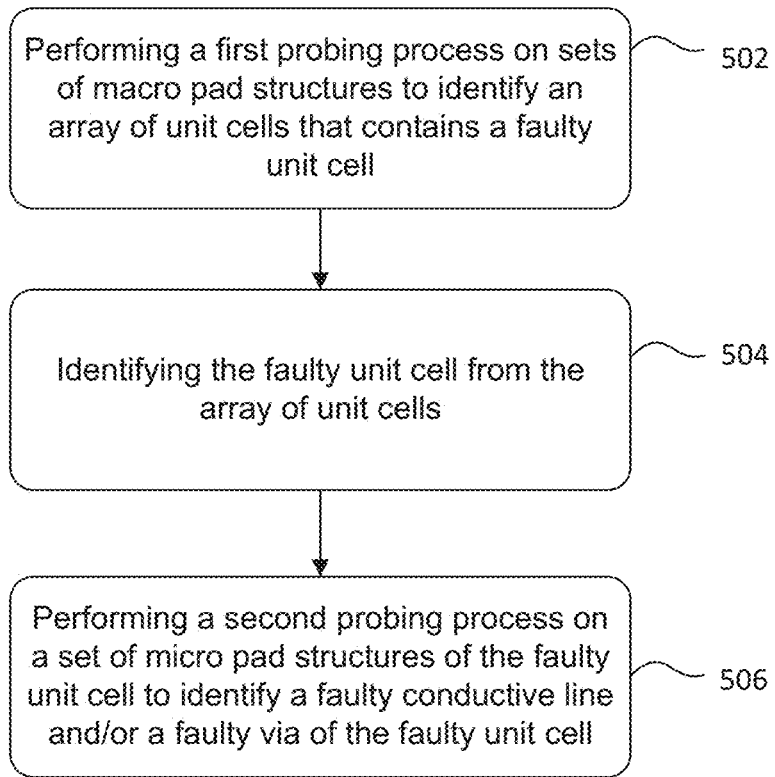 Performing a first probing process on sets
of macro pad structures to identify an
array of unit cells that contains a faulty
unit cell
502
Identifying the faulty unit cell from the
array of unit cells
504
Performing a second probing process on
a set of micro pad structures of the faulty
unit cell to identify a faulty conductive line
and/or a faulty via of the faulty unit cell
506